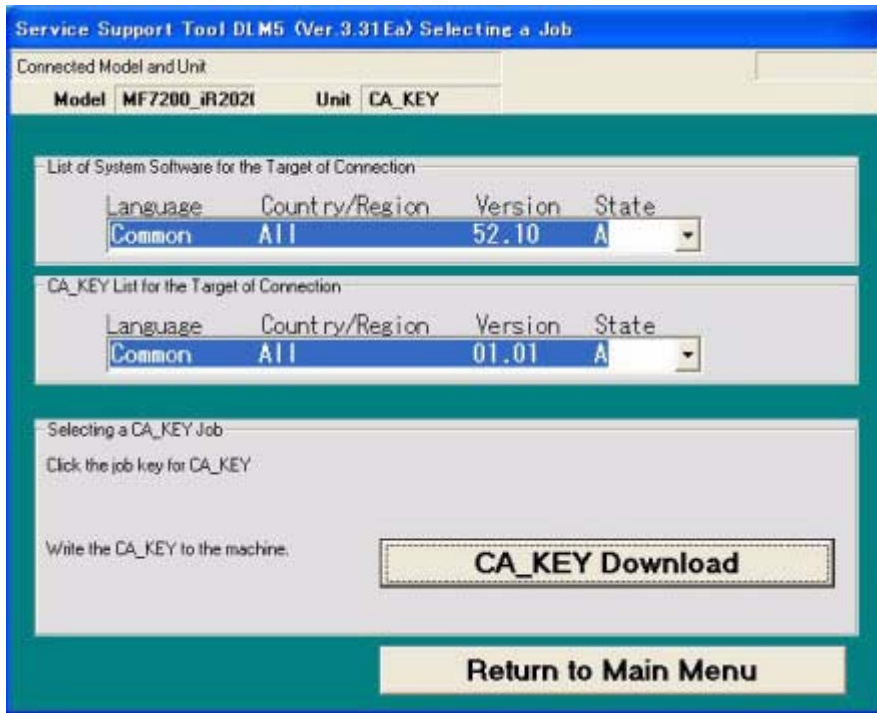 Service Support Tool DLM5 (Ver.3.31Ea) Selecting a Job
Connected Model and Unit
Model MF7200_iR202( Unit CA_KEY
List of System Software for the Target of Connection
Language Country/Region Version State
Common All 52.10 A
CA_KEY List for the Target of Connection
Language Country/Region Version State
Common All 01.01 A
Selecting a CA_KEY Job
Click the job key for CA_KEY
Write the CA_KEY to the machine.
CA_KEY Download
Return to Main Menu